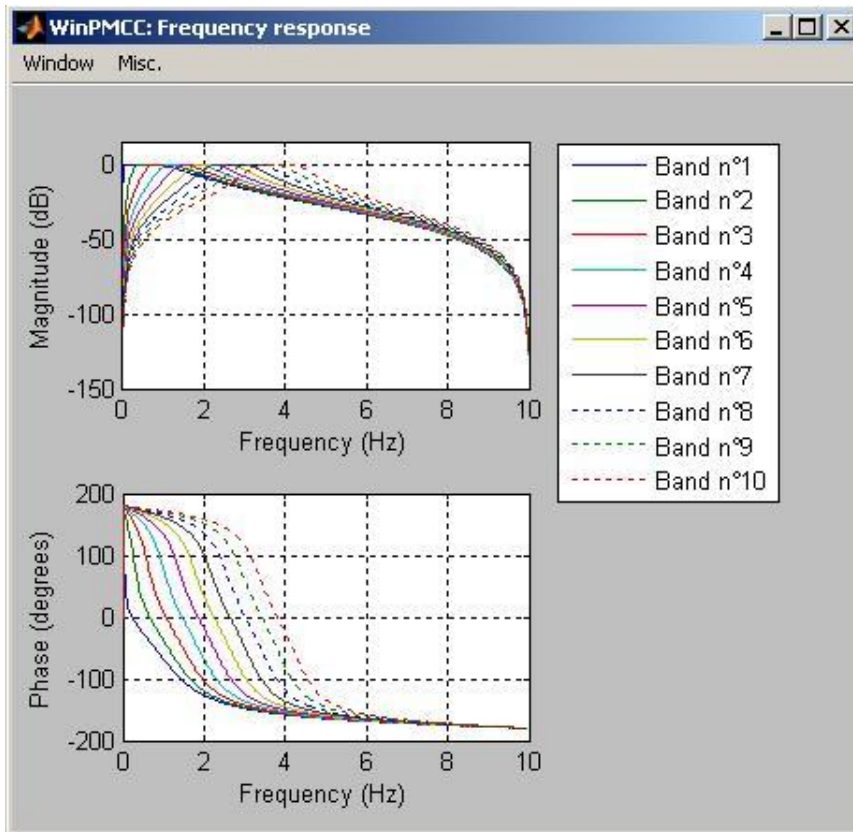 WinPMCC: Frequency response
Window Misc.
0
-50
-100
-150
Magnitude (dB)
0 2 4 6 8 10
Frequency (Hz)
Band n°1
Band n°2
Band n°3
Band n°4
Band n°5
Band n°6
Band n°7
Band n°8
Band n°9
Band n°10
200
100
0
-100
-200
Phase (degrees)
0 2 4 6 8 10
Frequency (Hz)